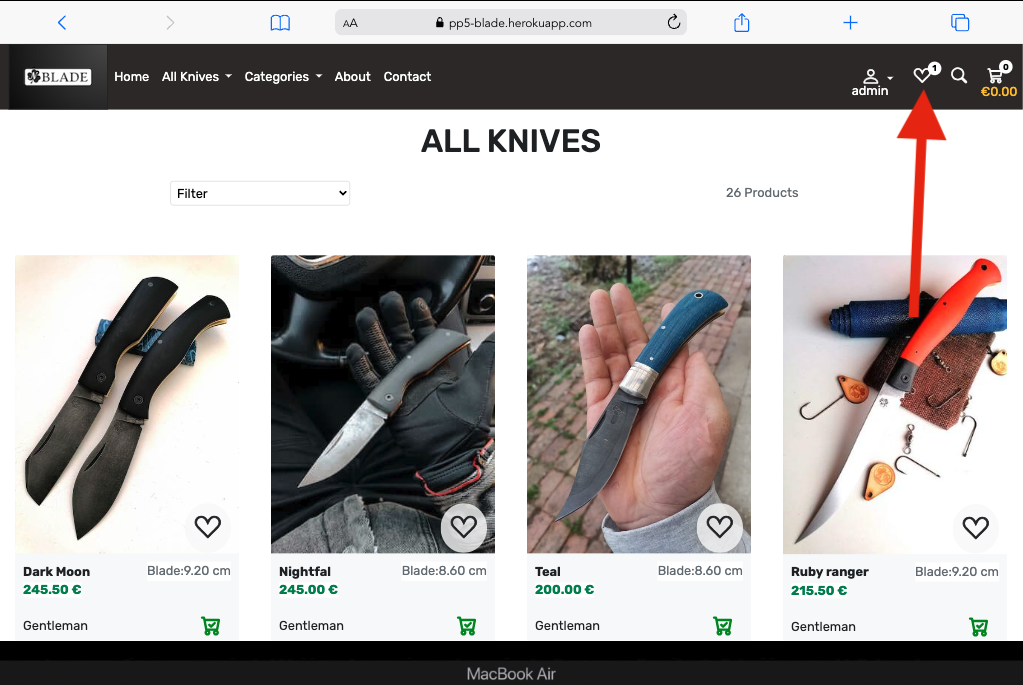 AA pp5-blade.herokuapp.com
BLADE Home All Knives Categories About Contact admin 1 0 €0.00
ALL KNIVES
Filter 26 Products
Dark Moon Blade:9.20 cm
245.50 €
Gentleman
Nightfal Blade:8.60 cm
245.00 €
Gentleman
Teal Blade:8.60 cm
200.00 €
Gentleman
Ruby ranger Blade:9.20 cm
215.50 €
Gentleman
MacBook Air